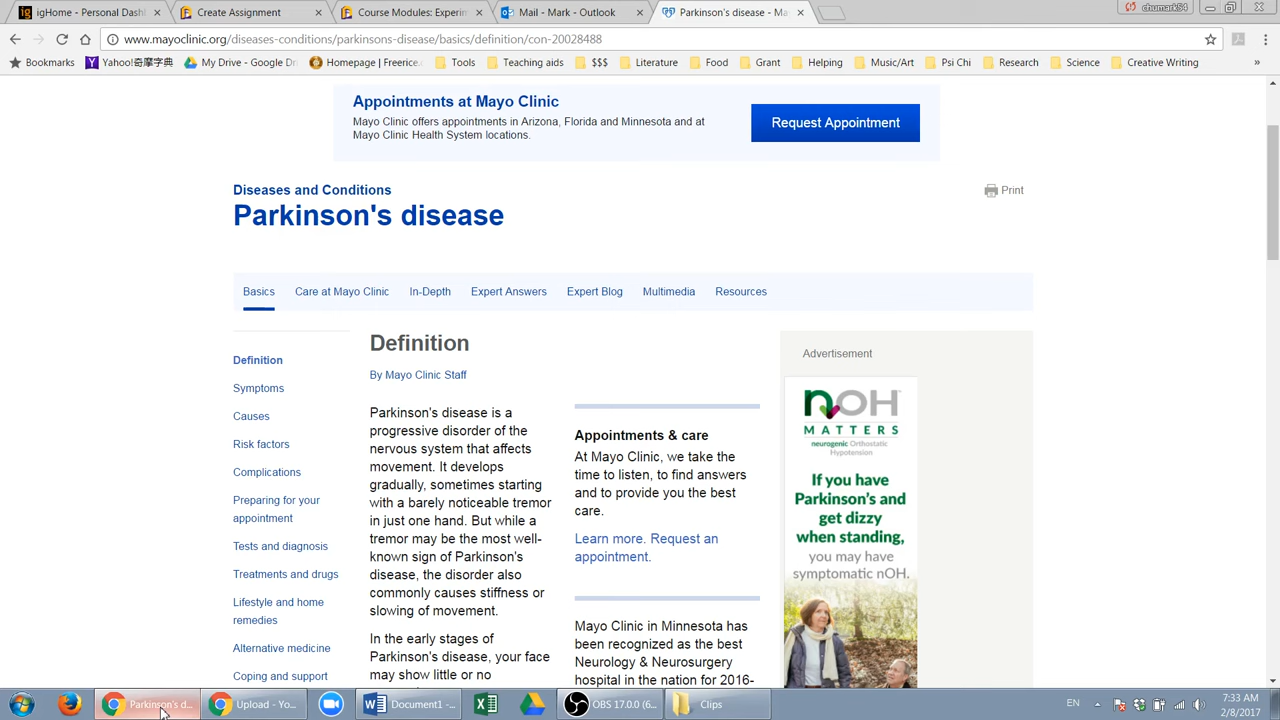 igHome - Personal Dash
Create Assignment
Course Modules: Experim
Mail - Mark - Outlook
Parkinson's disease - Ma
chumark84
www.mayoclinic.org/diseases-conditions/parkinsons-disease/basics/definition/con-20028488
Bookmarks Yahoo!奇摩字典 My Drive - Google Dr Homepage | Freerice. Tools Teaching aids $$$ Literature Food Grant Helping Music/Art Psi Chi Research Science Creative Writing »
Appointments at Mayo Clinic
Mayo Clinic offers appointments in Arizona, Florida and Minnesota and at
Mayo Clinic Health System locations.
Request Appointment
Diseases and Conditions
Print
Parkinson's disease
Basics Care at Mayo Clinic In-Depth Expert Answers Expert Blog Multimedia Resources
Definition
Symptoms
Causes
Risk factors
Complications
Preparing for your
appointment
Tests and diagnosis
Treatments and drugs
Lifestyle and home
remedies
Alternative medicine
Coping and support
Definition
By Mayo Clinic Staff
Parkinson's disease is a
progressive disorder of the
nervous system that affects
movement. It develops
gradually, sometimes starting
with a barely noticeable tremor
in just one hand. But while a
tremor may be the most well-
known sign of Parkinson's
disease, the disorder also
commonly causes stiffness or
slowing of movement.
In the early stages of
Parkinson's disease, your face
may show little or no
Appointments & care
At Mayo Clinic, we take the
time to listen, to find answers
and to provide you the best
care.
Learn more. Request an
appointment.
Mayo Clinic in Minnesota has
been recognized as the best
Neurology & Neurosurgery
hospital in the nation for 2016-
Advertisement
nOH
MATTERS
neurogenic Orthostatic
Hypotension
If you have
Parkinson's and
get dizzy
when standing,
you may have
symptomatic nOH.
Parkinson's d...
Upload - Yo...
Document1 -...
OBS 17.0.0 (6...
Clips
EN
7:33 AM
2/8/2017